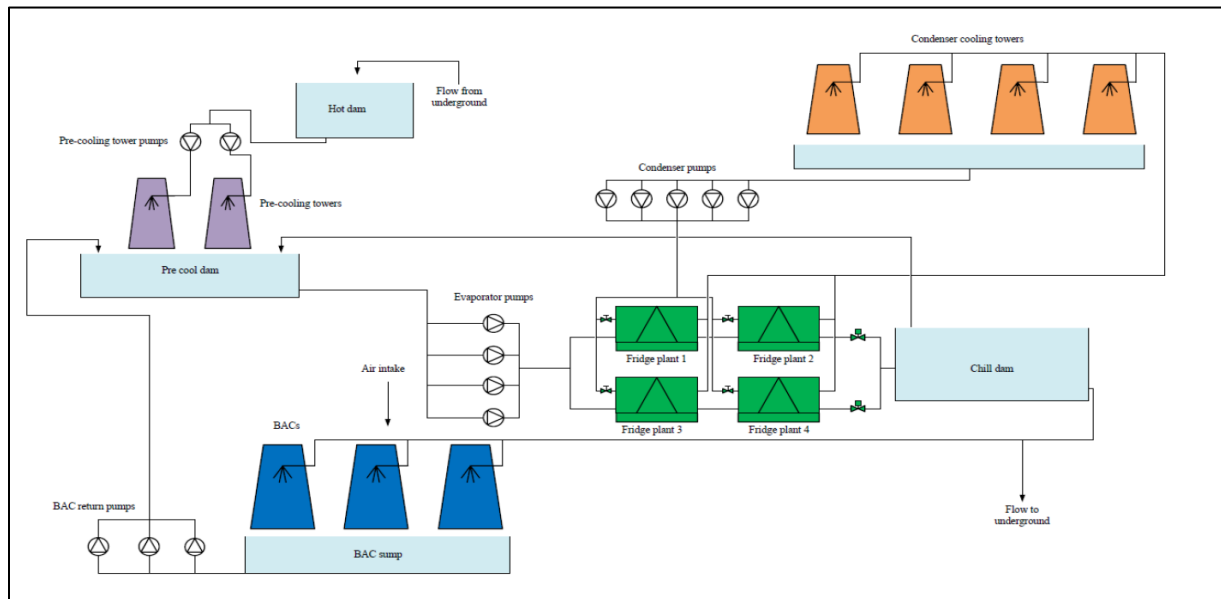 Condenser cooling towers
Flow from
underground
Hot dam
Pre-cooling tower pumps
Condenser pumps
Pre-cooling towers
Pre cool dam
Evaporator pumps
Fridge plant 1
Fridge plant 2
Air intake
Chill dam
Fridge plant 3
Fridge plant 4
BACs
BAC return pumps
Flow to
underground
BAC sump